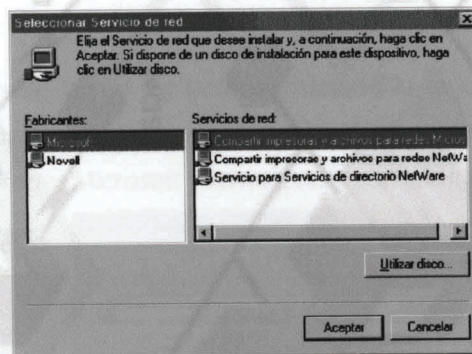 Seleccionar Servicio de red
Elija el Servicio de red que desee instalar y, a continuación, haga clic en
Aceptar. Si dispone de un disco de instalación para este dispositivo, haga
clic en Utilizar disco.
Fabricantes:
Microsoft
Novell
Servicios de red:
Compartir impresoras y archivos para redes Micros
Compartir impresoras y archivos para redes NetWa
Servicio para Servicios de directorio NetWare
Utilizar disco...
Aceptar
Cancelar